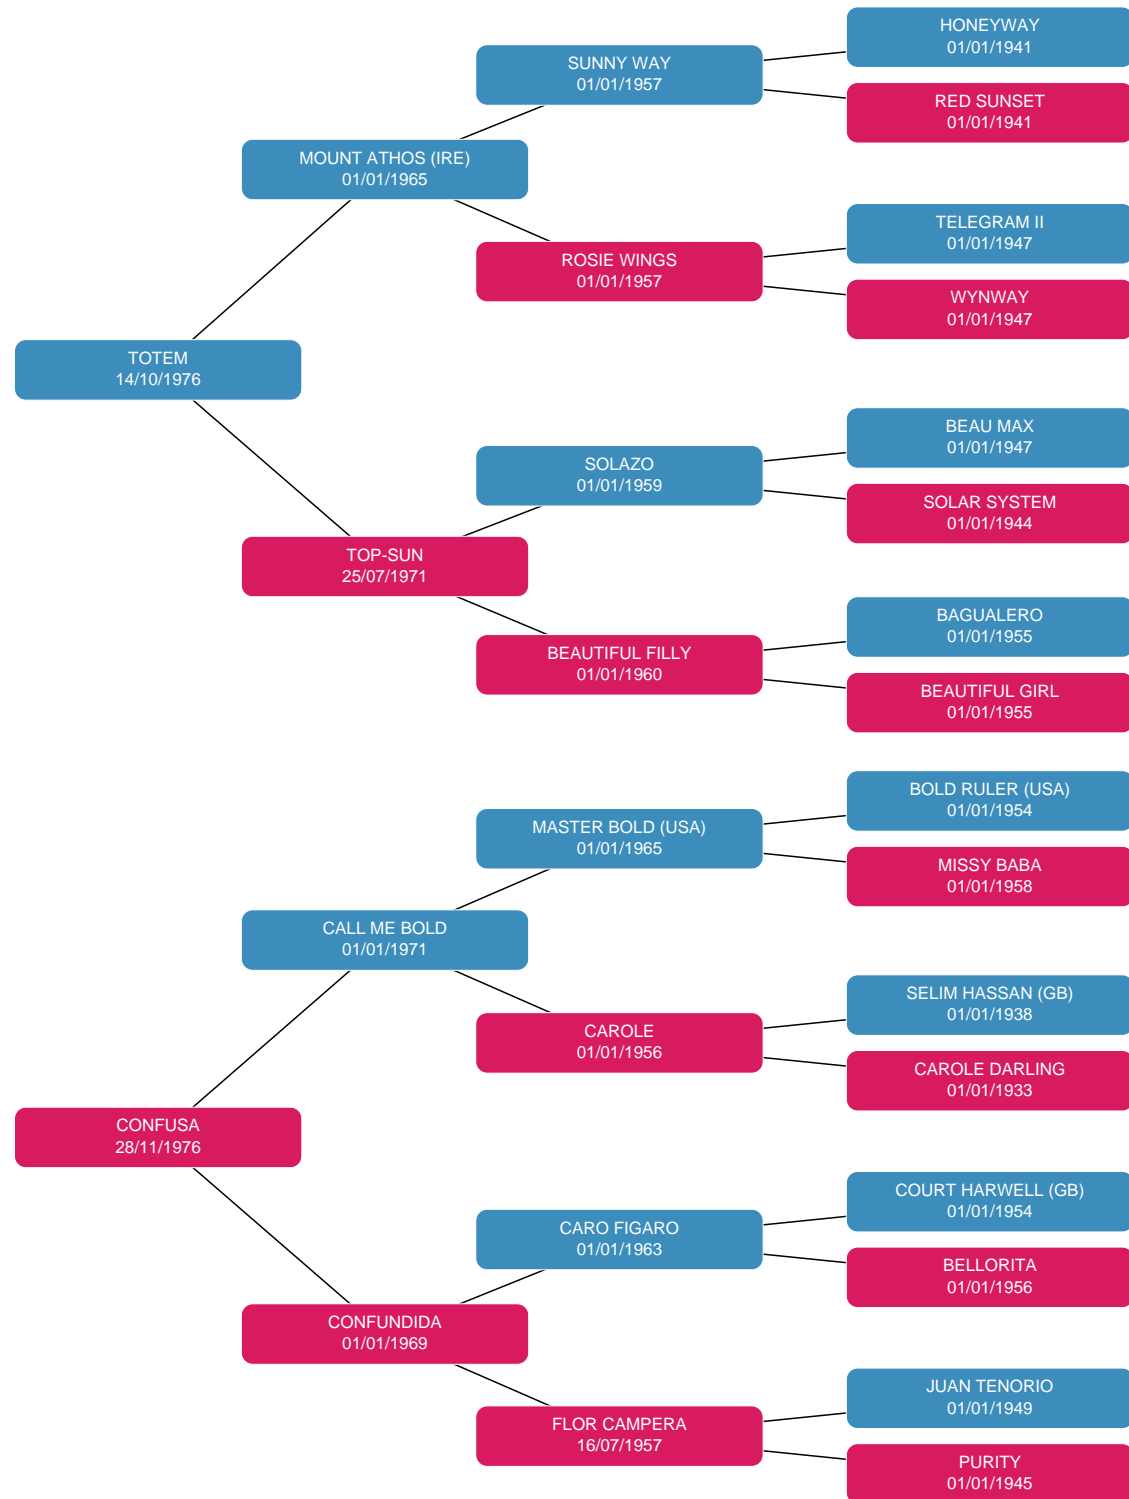 HONEYWAY
01/01/1941
SUNNY WAY
01/01/1957
RED SUNSET
01/01/1941
MOUNT ATHOS (IRE)
01/01/1965
TELEGRAM II
01/01/1947
ROSIE WINGS
01/01/1957
WYNWAY
01/01/1947
TOTEM
14/10/1976
BEAU MAX
01/01/1947
SOLAZO
01/01/1959
SOLAR SYSTEM
01/01/1944
TOP-SUN
25/07/1971
BAGUALERO
01/01/1955
BEAUTIFUL FILLY
01/01/1960
BEAUTIFUL GIRL
01/01/1955
BOLD RULER (USA)
01/01/1954
MASTER BOLD (USA)
01/01/1965
MISSY BABA
01/01/1958
CALL ME BOLD
01/01/1971
SELIM HASSAN (GB)
01/01/1938
CAROLE
01/01/1956
CAROLE DARLING
01/01/1933
CONFUSA
28/11/1976
COURT HARWELL (GB)
01/01/1954
CARO FIGARO
01/01/1963
BELLORITA
01/01/1956
CONFUNDIDA
01/01/1969
JUAN TENORIO
01/01/1949
FLOR CAMPERA
16/07/1957
PURITY
01/01/1945